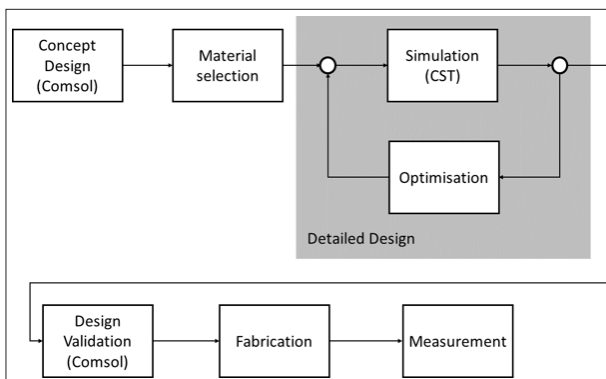 Concept
Design
(Comsol)
Material
selection
Simulation
(CST)
Optimisation
Detailed Design
Design
Validation
(Comsol)
Fabrication
Measurement